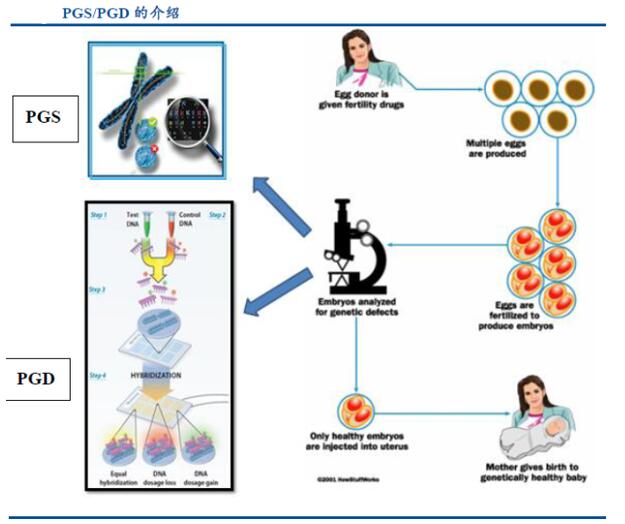 PGS/PGD 的介绍
PGS
Egg donor is
given fertility drugs
Multiple eggs
are produced
Step 1
Test
DNA
Control
DNA
Step 2
Step 3
Embryos analyzed
for genetic defects
Eggs are
fertilized to
produce embryos
PGD
Step 4
HYBRIDIZATION
Equal
hybridization
DNA
dosage loss
DNA
dosage gain
Only healthy embryos
are injected into uterus
Mother gives birth to
genetically healthy baby
©2001 HowStuffWorks